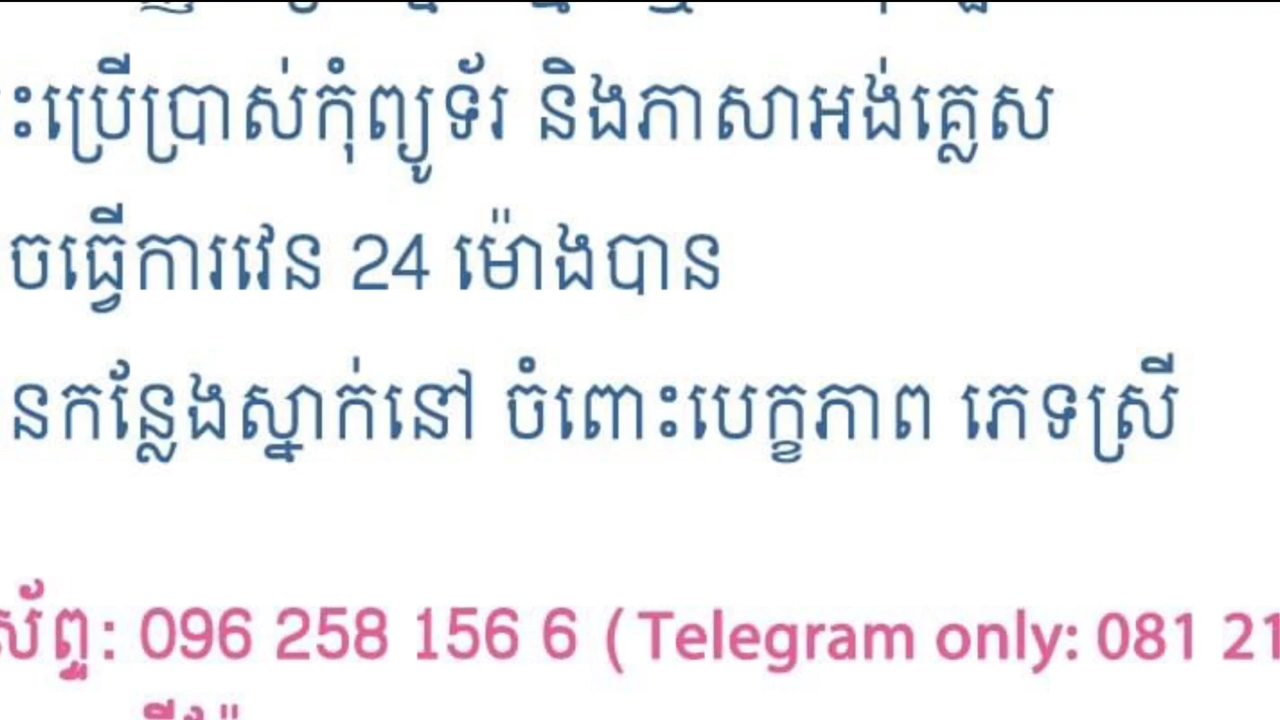 ះប្រើប្រាស់កុំព្យូទ័រ និងភាសាអង់គ្លេស
ចធ្វើការវេន 24 ម៉ោងបាន
នកន្លែងស្នាក់នៅ ចំពោះបេក្ខភាព ភេទស្រី
ស័ព្ទ: 096 258 156 6 (Telegram only: 081 21